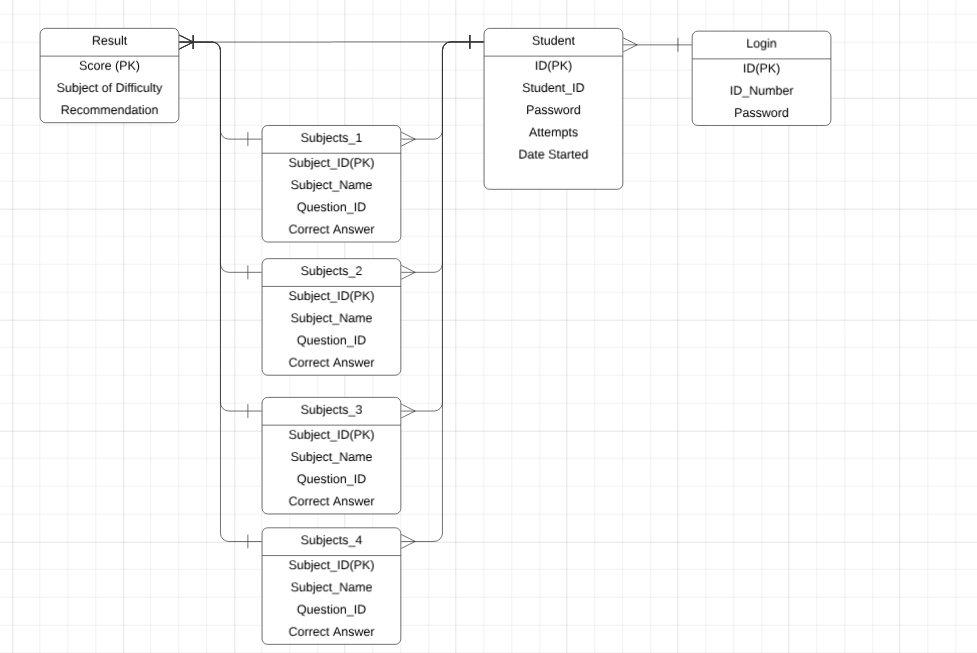 Result
Score (PK)
Subject of Difficulty
Recommendation
Subjects_1
Subject_ID(PK)
Subject_Name
Question_ID
Correct Answer
Subjects_2
Subject_ID(PK)
Subject_Name
Question_ID
Correct Answer
Subjects_3
Subject_ID(PK)
Subject_Name
Question_ID
Correct Answer
Subjects_4
Subject_ID(PK)
Subject_Name
Question_ID
Correct Answer
Student
ID(PK)
Student_ID
Password
Attempts
Date Started
Login
ID(PK)
ID_Number
Password